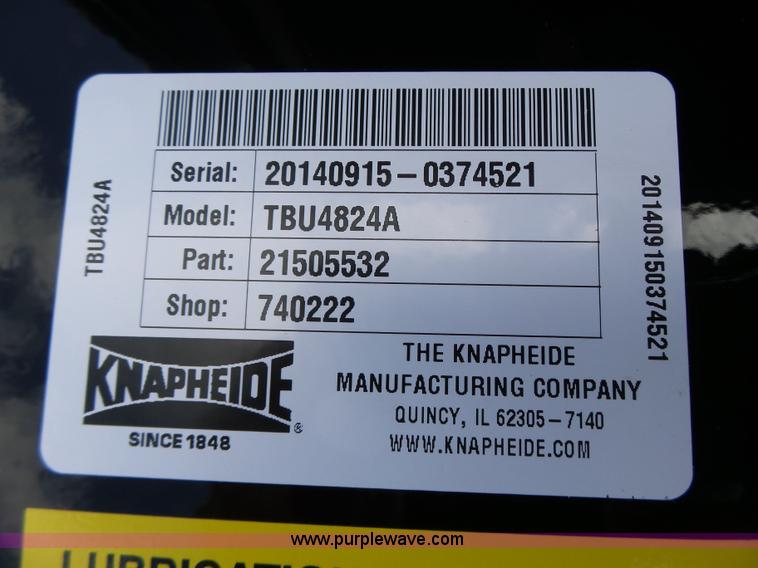 Serial: 20140915-0374521
Model: TBU4824A
Part: 21505532
Shop: 740222
TBU4824A
201409150374521
KNAPHEIDE
®
SINCE 1848
THE KNAPHEIDE
MANUFACTURING COMPANY
QUINCY, IL 62305-7140
WWW.KNAPHEIDE.COM
www.purplewave.com